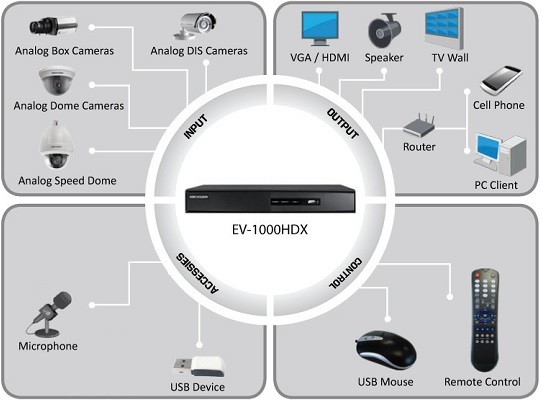 Analog Box Cameras
Analog DIS Cameras
Analog Dome Cameras
Analog Speed Dome
INPUT
VGA / HDMI
Speaker
TV Wall
Cell Phone
Router
PC Client
OUTPUT
HIKVISION
EV-1000HDX
ACCESSIES
Microphone
USB Device
CONTROL
USB Mouse
Remote Control